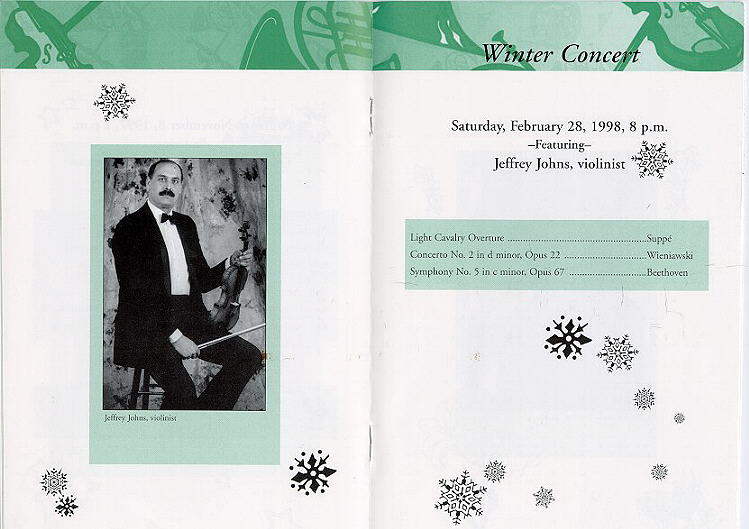 Jeffrey Johns, violinist
Winter Concert
Saturday, February 28, 1998, 8 p.m.
–Featuring–
Jeffrey Johns, violinist
Light Cavalry Overture ......................................................Suppé
Concerto No. 2 in d minor, Opus 22 ................................Wieniawski
Symphony No. 5 in c minor, Opus 67 ..............................Beethoven